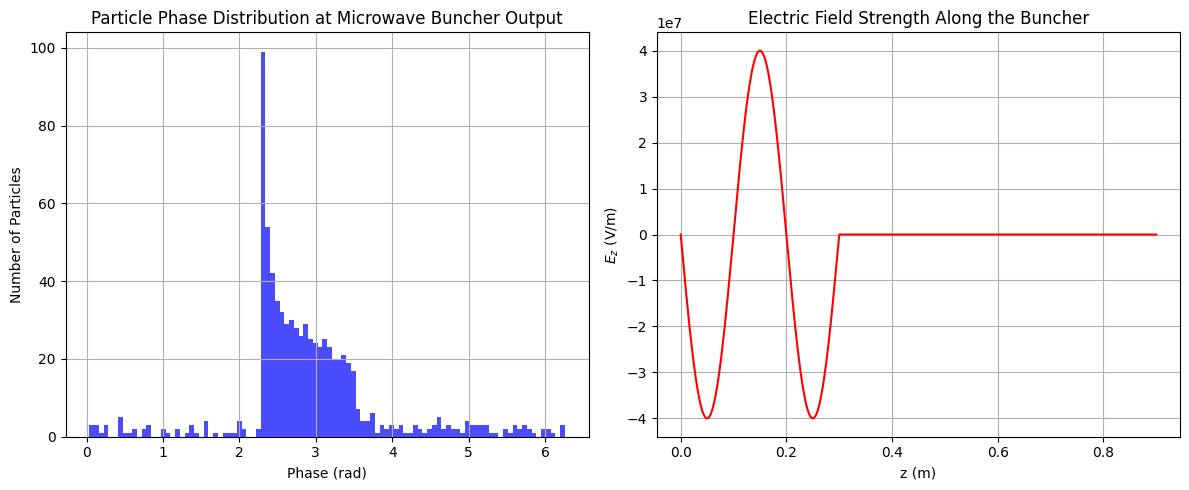 Particle Phase Distribution at Microwave Buncher Output
Number of Particles
100
80
60
40
20
0
0 1 2 3 4 5 6
Phase (rad)
Electric Field Strength Along the Buncher
1e7
E_z (V/m)
4
3
2
1
0
−1
−2
−3
−4
0.0 0.2 0.4 0.6 0.8
z (m)